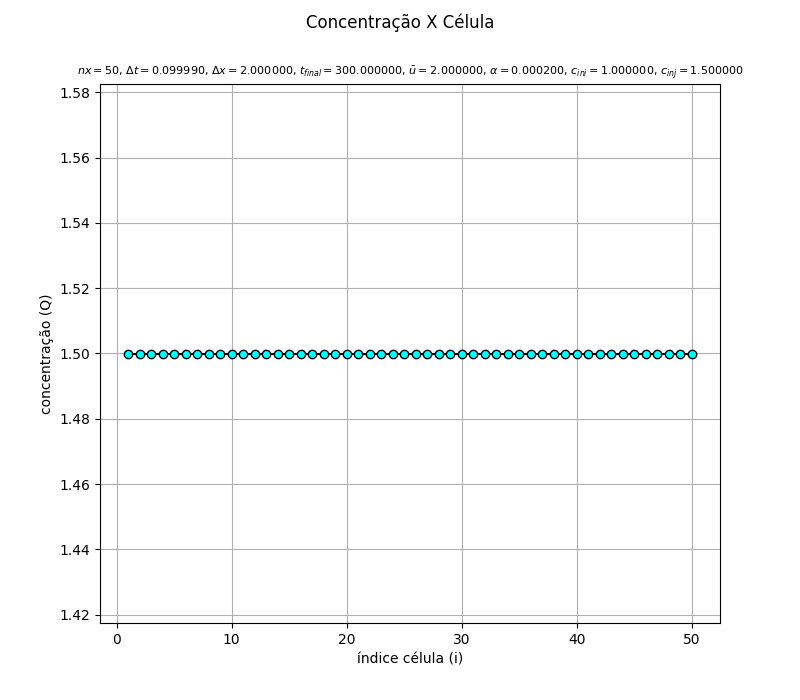 Concentração X Célula
nx = 50, Δt = 0.099990, Δx = 2.000000, t_final = 300.000000, ū = 2.000000, α = 0.000200, c_ini = 1.000000, c_inj = 1.500000
1.58
1.56
1.54
1.52
1.50
1.48
1.46
1.44
1.42
concentração (Q)
0 10 20 30 40 50
índice célula (i)